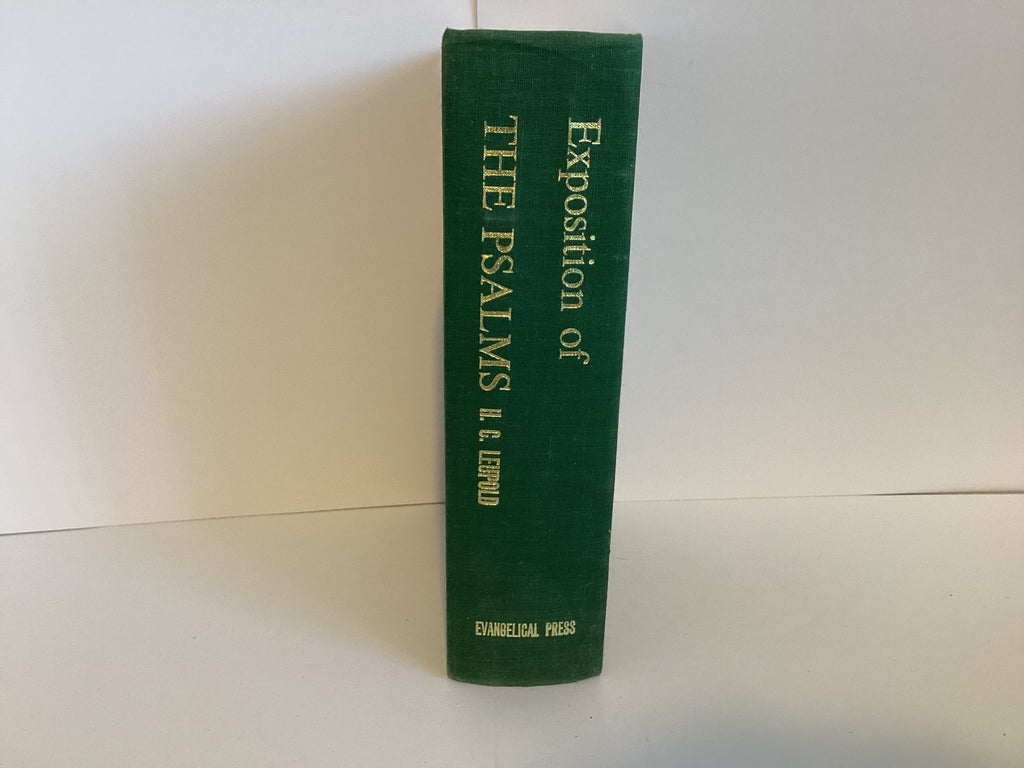 Exposition of
THE PSALMS H. C. LEUPOLD
EVANGELICAL PRESS